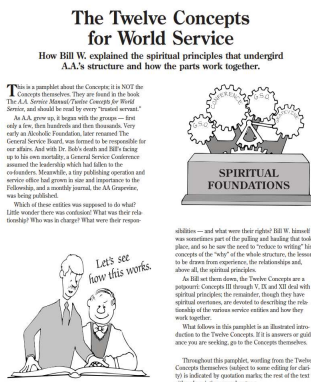 The Twelve Concepts
for World Service
How Bill W. explained the spiritual principles that undergird
A.A.'s structure and how the parts work together.
This is a pamphlet about the Concepts; it is NOT the
Concepts themselves. They are found in the book
The A.A. Service Manual/Twelve Concepts for World
Service, and should be read by every "trusted servant."
As A.A. grew up, it began with the groups — first
only a few, then hundreds and then thousands. Very
early an Alcoholic Foundation, later renamed The
General Service Board, was formed to be responsible for
our affairs. And with Dr. Bob's death and Bill's facing
up to his own mortality, a General Service Conference
assumed the leadership which had fallen to the
co-founders. Meanwhile, a tiny publishing operation and
service office had grown in size and importance to the
Fellowship, and a monthly journal, the AA Grapevine,
was being published.
Which of these entities was supposed to do what?
Little wonder there was confusion! What was their rela-
tionship? Who was in charge? What were their respon-
Let's see
how this works.
CONFERENCE
G.S.O.
SPIRITUAL
FOUNDATIONS
sibilities — and what were their rights? Bill W. himself
was sometimes part of the pulling and hauling that took
place, and so he saw the need to "reduce to writing" his
concepts of the "why" of the whole structure, the lessons
to be drawn from experience, the relationships and,
above all, the spiritual principles.
As Bill set them down, the Twelve Concepts are a
potpourri: Concepts III through V, IX and XII deal with
spiritual principles; the remainder, though they have
spiritual overtones, are devoted to describing the rela-
tionship of the various service entities and how they
work together.
What follows in this pamphlet is an illustrated intro-
duction to the Twelve Concepts. If it is answers or guid-
ance you are seeking, go to the Concepts themselves.
Throughout this pamphlet, wording from the Twelve
Concepts themselves (subject to some editing for clari-
ty) is indicated by quotation marks; the rest of the text